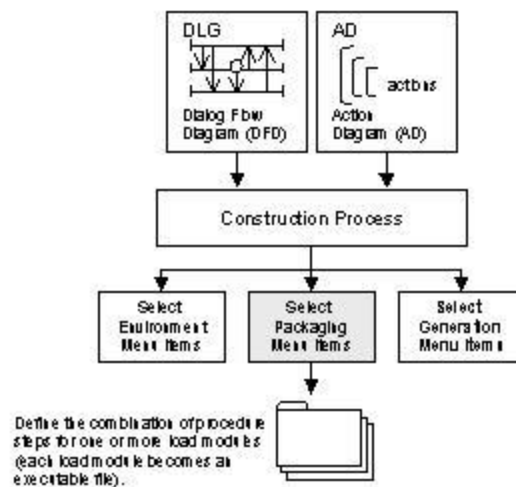 DLG
Dialog Flow
Diagram (DFD)
AD
actions
Action
Diagram (AD)
Construction Process
Select
Environment
Menu Items
Select
Packaging
Menu Items
Select
Generation
Menu Items
Define the combination of procedure
steps for one or more load modules
(each load module becomes an
executable file).